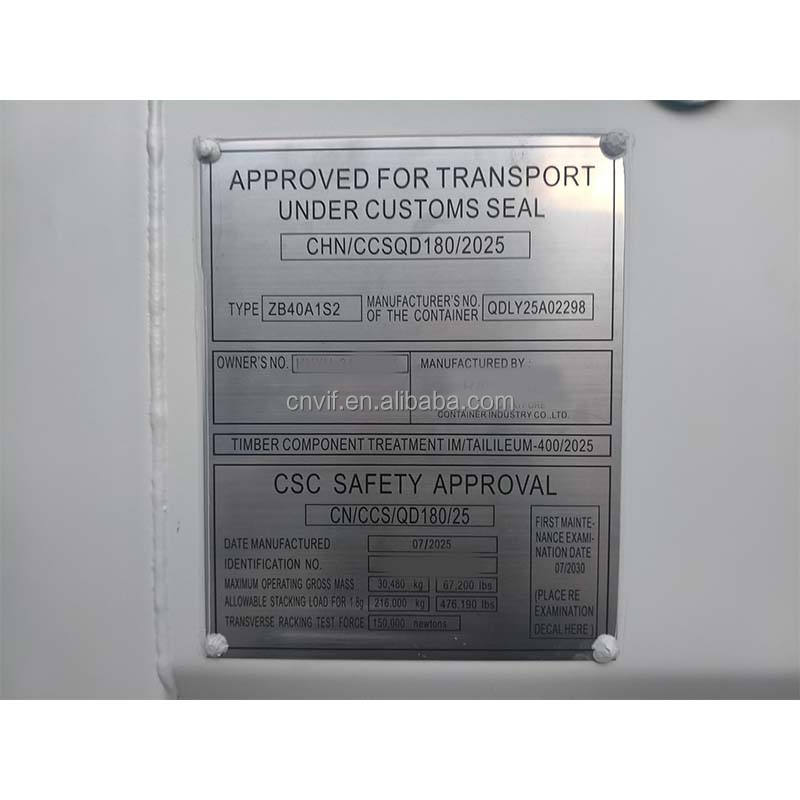 APPROVED FOR TRANSPORT
UNDER CUSTOMS SEAL
CHN/CCSQD180/2025
TYPE ZB40A1S2 MANUFACTURER'S NO. OF THE CONTAINER QDLY25A02298
OWNER'S NO.
MANUFACTURED BY :
cnvif.en.alibaba.com
CONTAINER INDUSTRY CO.,LTD.
TIMBER COMPONENT TREATMENT IM/TAILILEUM-400/2025
CSC SAFETY APPROVAL
CN/CCS/QD180/25
DATE MANUFACTURED 07/2025
IDENTIFICATION NO.
MAXIMUM OPERATING GROSS MASS 30,480 kg 67,200 lbs
ALLOWABLE STACKING LOAD FOR 1.8g 216,000 kg 476,190 lbs
TRANSVERSE RACKING TEST FORCE 150,000 newtons
FIRST MAINTE-
NANCE EXAMI-
NATION DATE
07/2030
(PLACE RE
EXAMINATION
DECAL HERE)